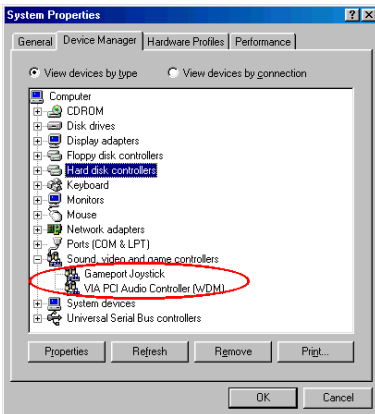 System Properties
General Device Manager Hardware Profiles Performance
View devices by type View devices by connection
Computer
CDROM
Disk drives
Display adapters
Floppy disk controllers
Hard disk controllers
Keyboard
Monitors
Mouse
Network adapters
Ports (COM & LPT)
Sound, video and game controllers
Gameport Joystick
VIA PCI Audio Controller (WDM)
System devices
Universal Serial Bus controllers
Properties Refresh Remove Print...
OK Cancel